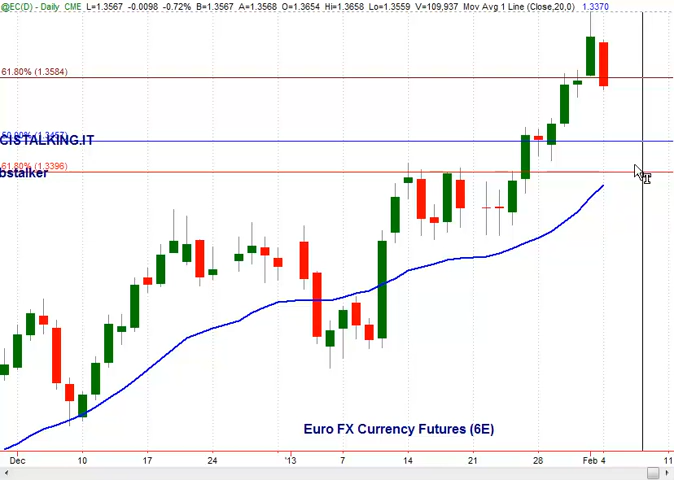 @EC(D) - Daily CME L=1.3567 -0.0098 -0.72% B=1.3567 A=1.3568 O=1.3654 Hi=1.3658 Lo=1.3559 V=109,937 Mov Avg 1 Line (Close,20,0) 1.3370
61.80% (1.3584)
CISTALKING.IT
61.80% (1.3396)
bstalker
Euro FX Currency Futures (6E)
Dec 10 17 24 '13 7 14 28 Feb 4 11